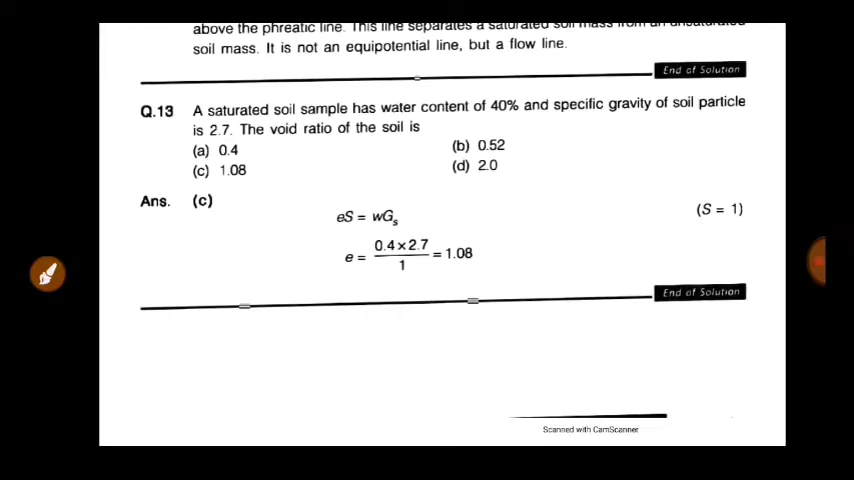 above the phreatic line. This line separates a saturated soil mass from an unsaturated
soil mass. It is not an equipotential line, but a flow line.
End of Solution
Q.13 A saturated soil sample has water content of 40% and specific gravity of soil particle
is 2.7. The void ratio of the soil is
(a) 0.4 (b) 0.52
(c) 1.08 (d) 2.0
Ans. (c)
eS = wGs (S = 1)
e = 0.4×2.7/1 = 1.08
End of Solution
Scanned with CamScanner